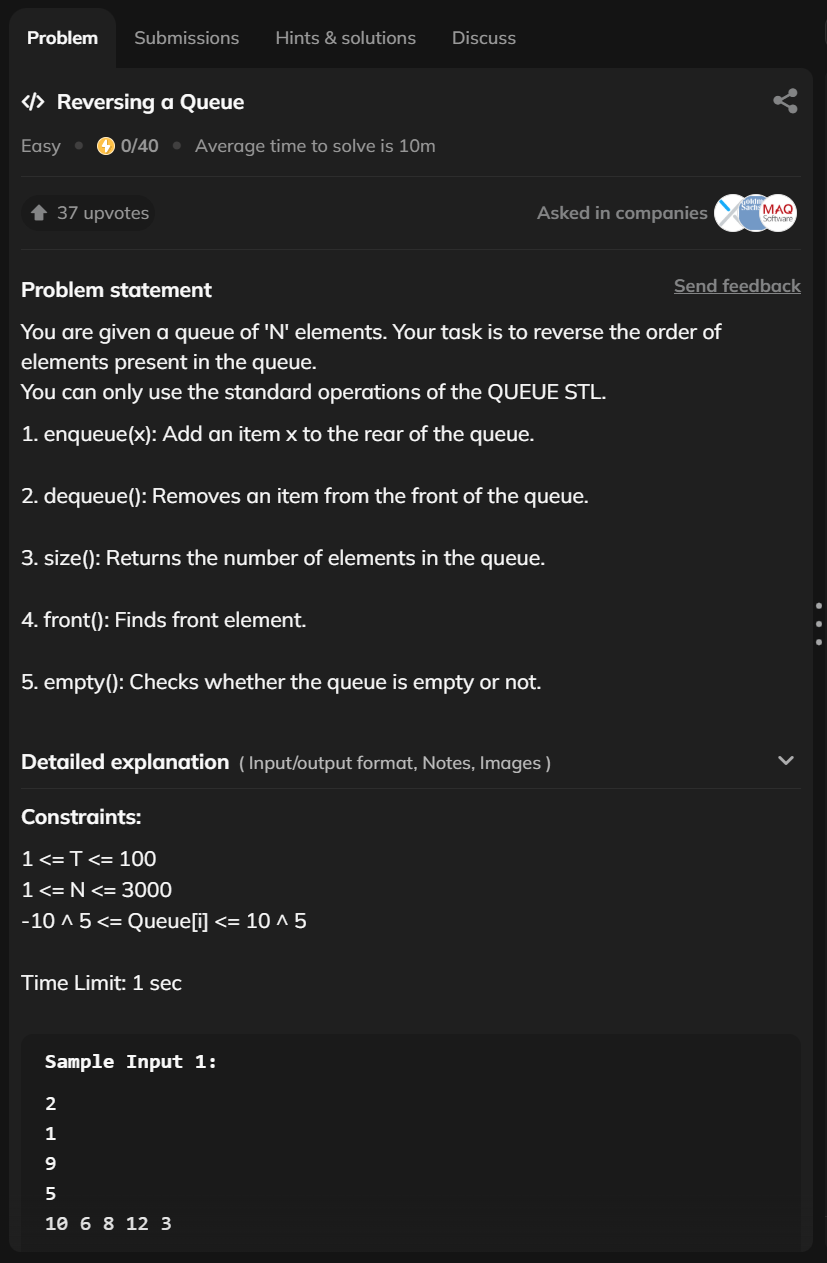 Problem Submissions Hints & solutions Discuss
</> Reversing a Queue
Easy • 0/40 • Average time to solve is 10m
37 upvotes Asked in companies Goldman Sachs MAQ Software
Problem statement Send feedback
You are given a queue of 'N' elements. Your task is to reverse the order of
elements present in the queue.
You can only use the standard operations of the QUEUE STL.
1. enqueue(x): Add an item x to the rear of the queue.
2. dequeue(): Removes an item from the front of the queue.
3. size(): Returns the number of elements in the queue.
4. front(): Finds front element.
5. empty(): Checks whether the queue is empty or not.
Detailed explanation ( Input/output format, Notes, Images )
Constraints:
1 <= T <= 100
1 <= N <= 3000
-10 ^ 5 <= Queue[i] <= 10 ^ 5
Time Limit: 1 sec
Sample Input 1:
2
1
9
5
10 6 8 12 3